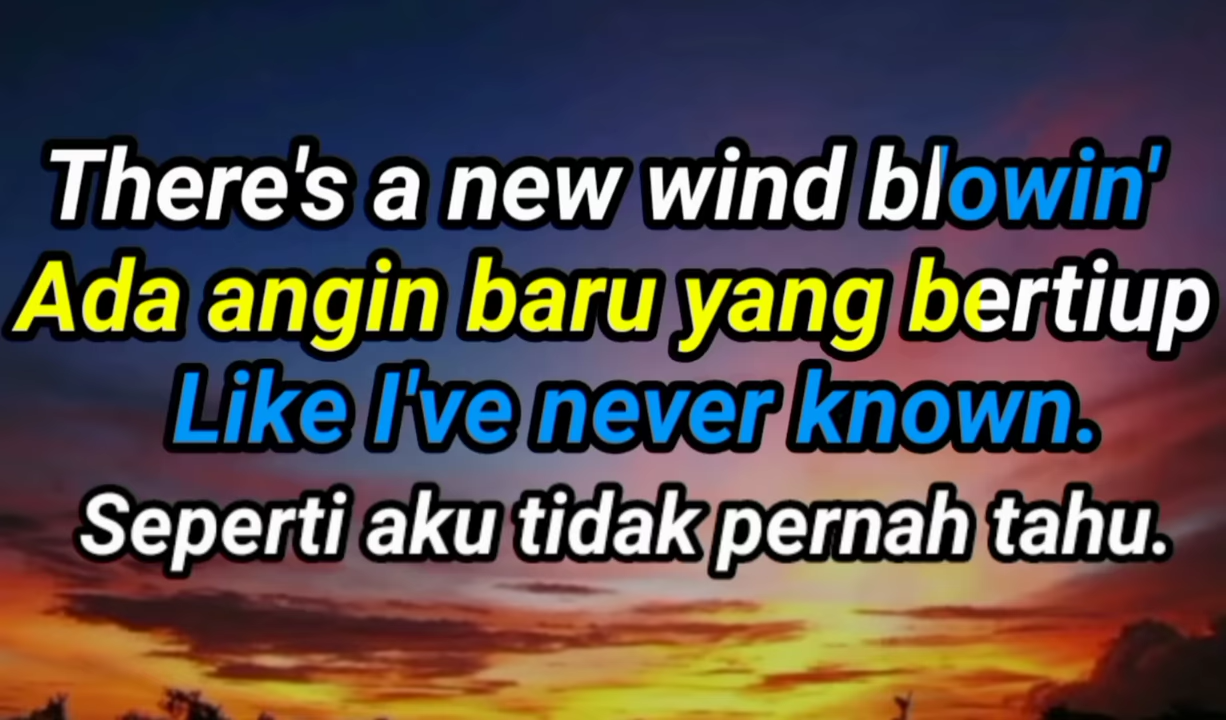 There's a new wind blowin'
Ada angin baru yang bertiup
Like I've never known.
Seperti aku tidak pernah tahu.